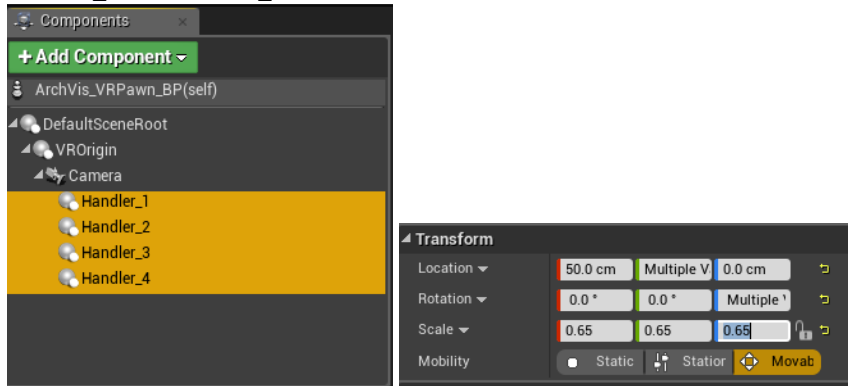 Components
+ Add Component
ArchVis_VRPawn_BP(self)
DefaultSceneRoot
VROrigin
Camera
Handler_1
Handler_2
Handler_3
Handler_4
Transform
Location 50.0 cm Multiple V 0.0 cm
Rotation 0.0 ° 0.0 ° Multiple
Scale 0.65 0.65 0.65
Mobility Static Station Movab